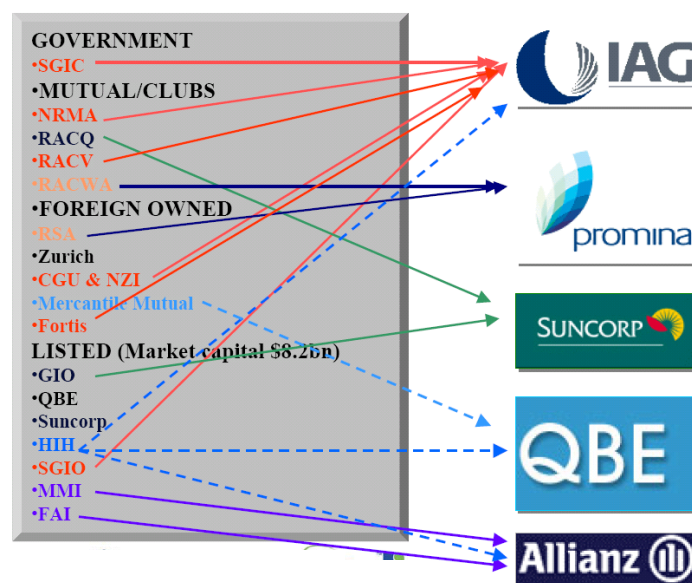 GOVERNMENT
•SGIC
•MUTUAL/CLUBS
•NRMA
•RACQ
•RACV
•RACWA
•FOREIGN OWNED
•RSA
•Zurich
•CGU & NZI
•Mercantile Mutual
•Fortis
LISTED (Market capital $8.2bn)
•GIO
•QBE
•Suncorp
•HIH
•SGIO
•MMI
•FAI
IAG
promina
SUNCORP
QBE
Allianz